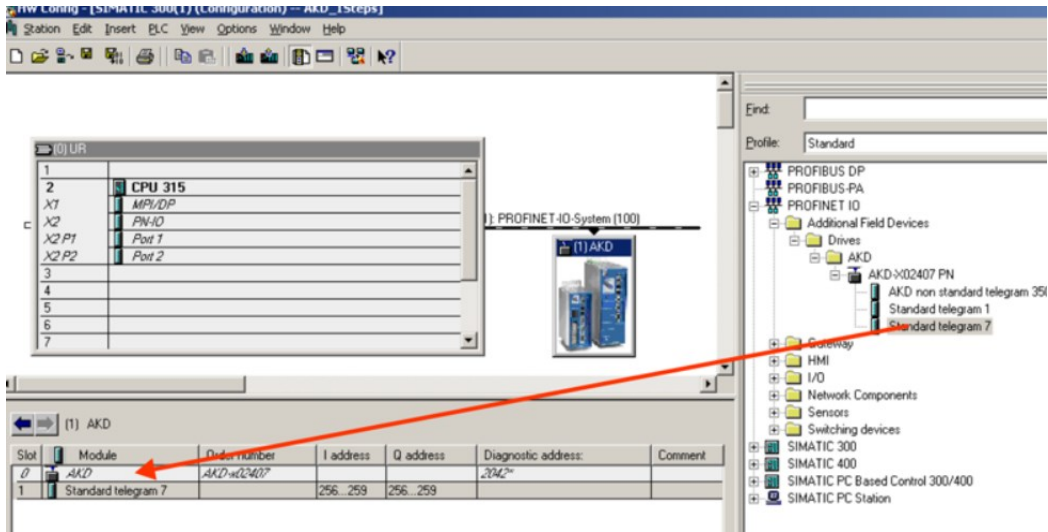 HW Config - [SIMATIC 300(1) (Configuration) -- AKD_1Steps]
Station Edit Insert PLC View Options Window Help
Find:
Profile: Standard
(0) UR
1
2 CPU 315
X1 MPI/DP
X2 PN-IO
X2 P1 Port 1
X2 P2 Port 2
3
4
5
6
7
1): PROFINET-IO-System (100)
(1) AKD
PROFIBUS DP
PROFIBUS-PA
PROFINET IO
Additional Field Devices
Drives
AKD
AKD-X02407 PN
AKD non standard telegram 350
Standard telegram 1
Standard telegram 7
Gateway
HMI
I/O
Network Components
Sensors
Switching devices
SIMATIC 300
SIMATIC 400
SIMATIC PC Based Control 300/400
SIMATIC PC Station
(1) AKD
Slot Module Order number I address Q address Diagnostic address: Comment
0 AKD AKD-x02407 2042*
1 Standard telegram 7 256...259 256...259